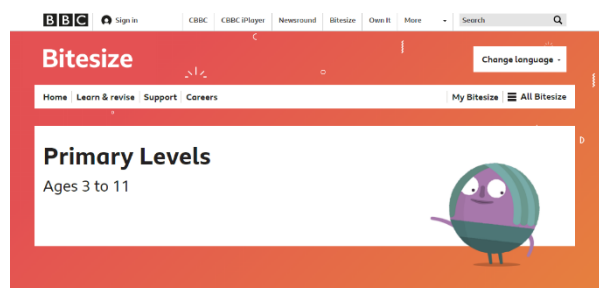 BBC Sign in CBBC CBBC iPlayer Newsround Bitesize Own It More Search
Bitesize
Change language
Home Learn & revise Support Careers My Bitesize All Bitesize
Primary Levels
Ages 3 to 11